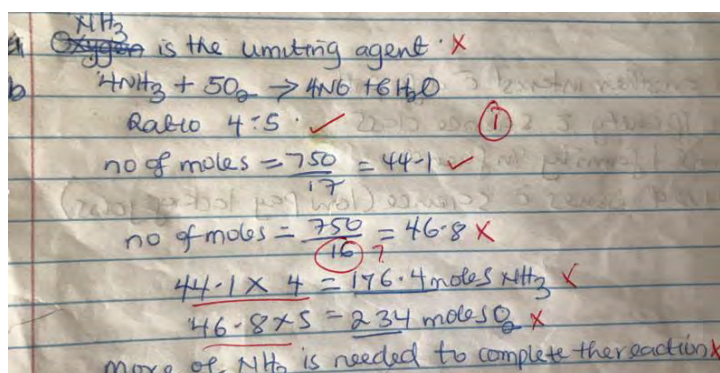 NH3
a Oxygen is the limiting agent. X
b 4NH3 + 5O2 → 4NO + 6H2O
Ratio 4:5. ✓ 1
no of moles = 750/17 = 44.1 ✓
no of moles = 750/16 = 46.8 X
?
44.1 X 4 = 176.4 moles NH3 X
46.8 X 5 = 234 moles O2 X
more of NH3 is needed to complete the reaction X